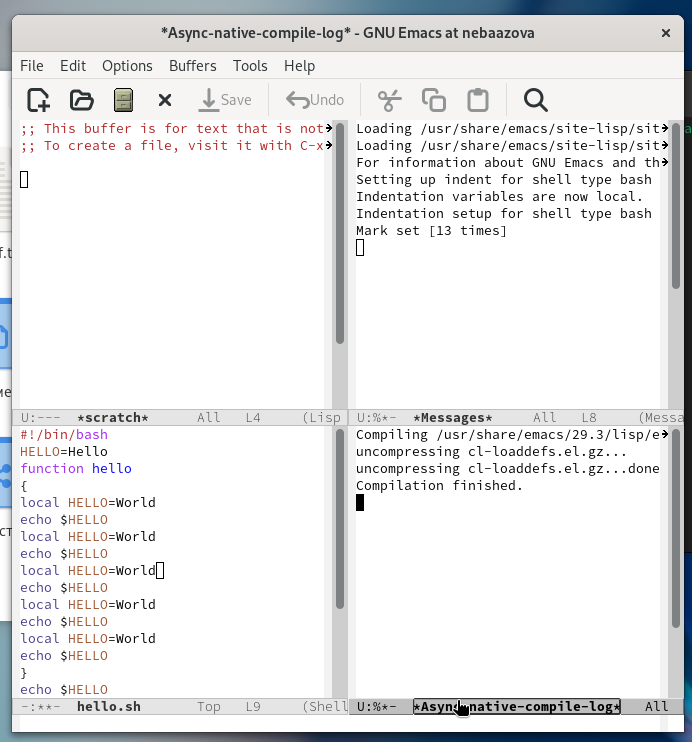 *Async-native-compile-log* - GNU Emacs at nebaazova
File Edit Options Buffers Tools Help
Save Undo
;; This buffer is for text that is not
;; To create a file, visit it with C-x
U:--- *scratch* All L4 (Lisp
Loading /usr/share/emacs/site-lisp/sit
Loading /usr/share/emacs/site-lisp/sit
For information about GNU Emacs and th
Setting up indent for shell type bash
Indentation variables are now local.
Indentation setup for shell type bash
Mark set [13 times]
U:%*- *Messages* All L8 (Messa
#!/bin/bash
HELLO=Hello
function hello
{
local HELLO=World
echo $HELLO
local HELLO=World
echo $HELLO
local HELLO=World
echo $HELLO
local HELLO=World
echo $HELLO
local HELLO=World
echo $HELLO
}
echo $HELLO
-:**- hello.sh Top L9 (Shell
Compiling /usr/share/emacs/29.3/lisp/e
uncompressing cl-loaddefs.el.gz...
uncompressing cl-loaddefs.el.gz...done
Compilation finished.
U:%*- *Async-native-compile-log* All